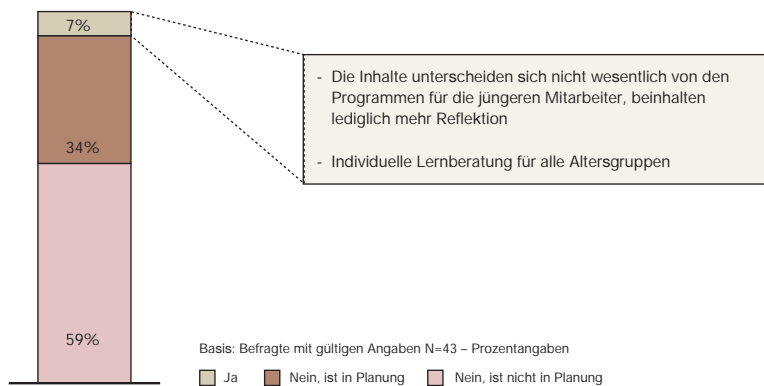 7%
- Die Inhalte unterscheiden sich nicht wesentlich von den
Programmen für die jüngeren Mitarbeiter, beinhalten
lediglich mehr Reflektion
34%
- Individuelle Lernberatung für alle Altersgruppen
59%
Basis: Befragte mit gültigen Angaben N=43 – Prozentangaben
Ja
Nein, ist in Planung
Nein, ist nicht in Planung